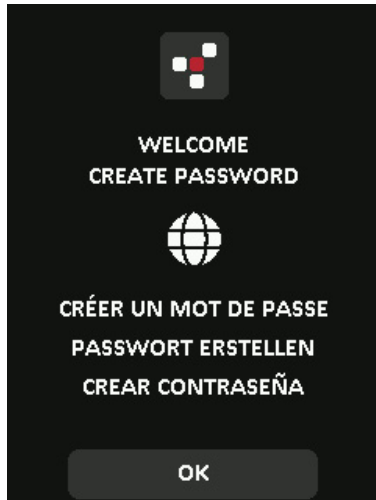 WELCOME
CREATE PASSWORD
CRÉER UN MOT DE PASSE
PASSWORT ERSTELLEN
CREAR CONTRASEÑA
OK